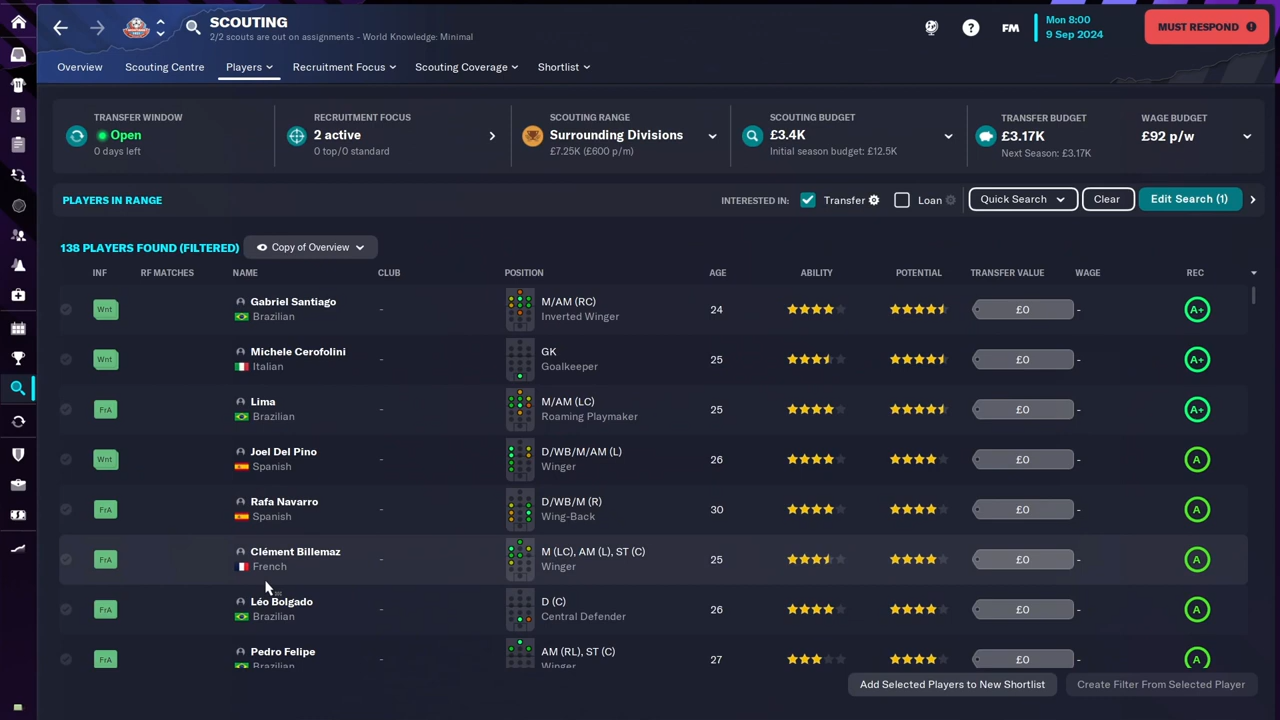 SCOUTING
2/2 scouts are out on assignments - World Knowledge: Minimal
FM
Mon 8:00
9 Sep 2024
MUST RESPOND
Overview
Scouting Centre
Players
Recruitment Focus
Scouting Coverage
Shortlist
TRANSFER WINDOW
Open
0 days left
RECRUITMENT FOCUS
2 active
0 top/0 standard
SCOUTING RANGE
Surrounding Divisions
£7.25K (£600 p/m)
SCOUTING BUDGET
£3.4K
Initial season budget: £12.5K
TRANSFER BUDGET
£3.17K
Next Season: £3.17K
WAGE BUDGET
£92 p/w
PLAYERS IN RANGE
INTERESTED IN:
Transfer
Loan
Quick Search
Clear
Edit Search (1)
138 PLAYERS FOUND (FILTERED)
Copy of Overview
INF RF MATCHES NAME CLUB POSITION AGE ABILITY POTENTIAL TRANSFER VALUE WAGE REC
Wnt Gabriel Santiago - M/AM (RC) 24 £0 - A+
Brazilian Inverted Winger
Wnt Michele Cerofolini - GK 25 £0 - A+
Italian Goalkeeper
FrA Lima - M/AM (LC) 25 £0 - A+
Brazilian Roaming Playmaker
Wnt Joel Del Pino - D/WB/M/AM (L) 26 £0 - A
Spanish Winger
FrA Rafa Navarro - D/WB/M (R) 30 £0 - A
Spanish Wing-Back
FrA Clément Billemaz - M (LC), AM (L), ST (C) 25 £0 - A
French Winger
FrA Léo Bolgado - D (C) 26 £0 - A
Brazilian Central Defender
FrA Pedro Felipe - AM (RL), ST (C) 27 £0 - A
Brazilian Winger
Add Selected Players to New Shortlist
Create Filter From Selected Player